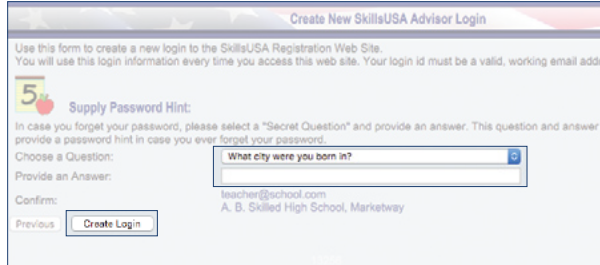 Create New SkillsUSA Advisor Login
Use this form to create a new login to the SkillsUSA Registration Web Site.
You will use this login information every time you access this web site. Your login id must be a valid, working email addr
5
Supply Password Hint:
In case you forget your password, please select a "Secret Question" and provide an answer. This question and answer
provide a password hint in case you ever forget your password.
Choose a Question: What city were you born in?
Provide an Answer:
Confirm: teacher@school.com
A. B. Skilled High School, Marketway
Previous Create Login